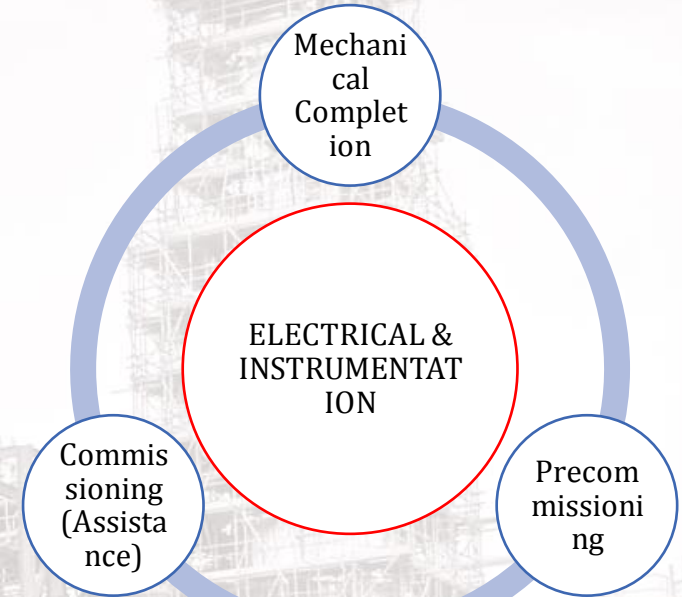 Mechani
cal
Complet
ion
ELECTRICAL &
INSTRUMENTAT
ION
Commis
sioning
(Assista
nce)
Precom
missioni
ng